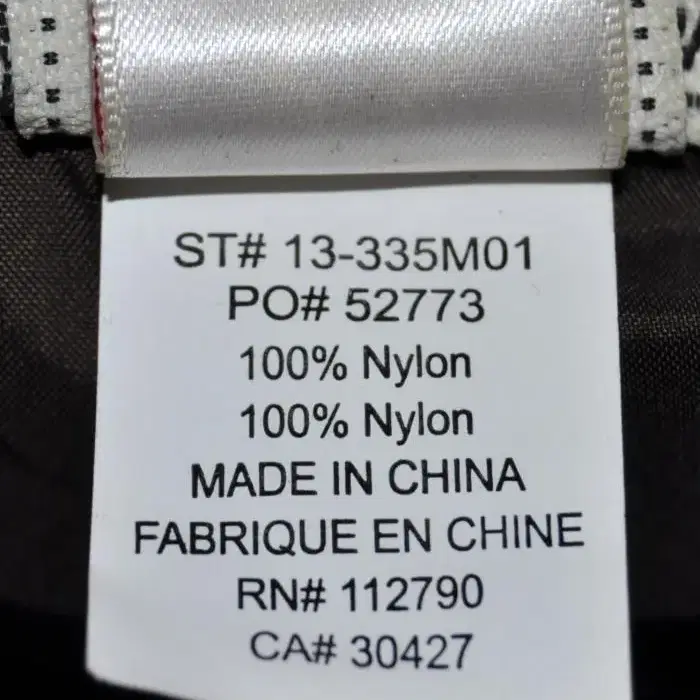 ST# 13-335M01
PO# 52773
100% Nylon
100% Nylon
MADE IN CHINA
FABRIQUE EN CHINE
RN# 112790
CA# 30427